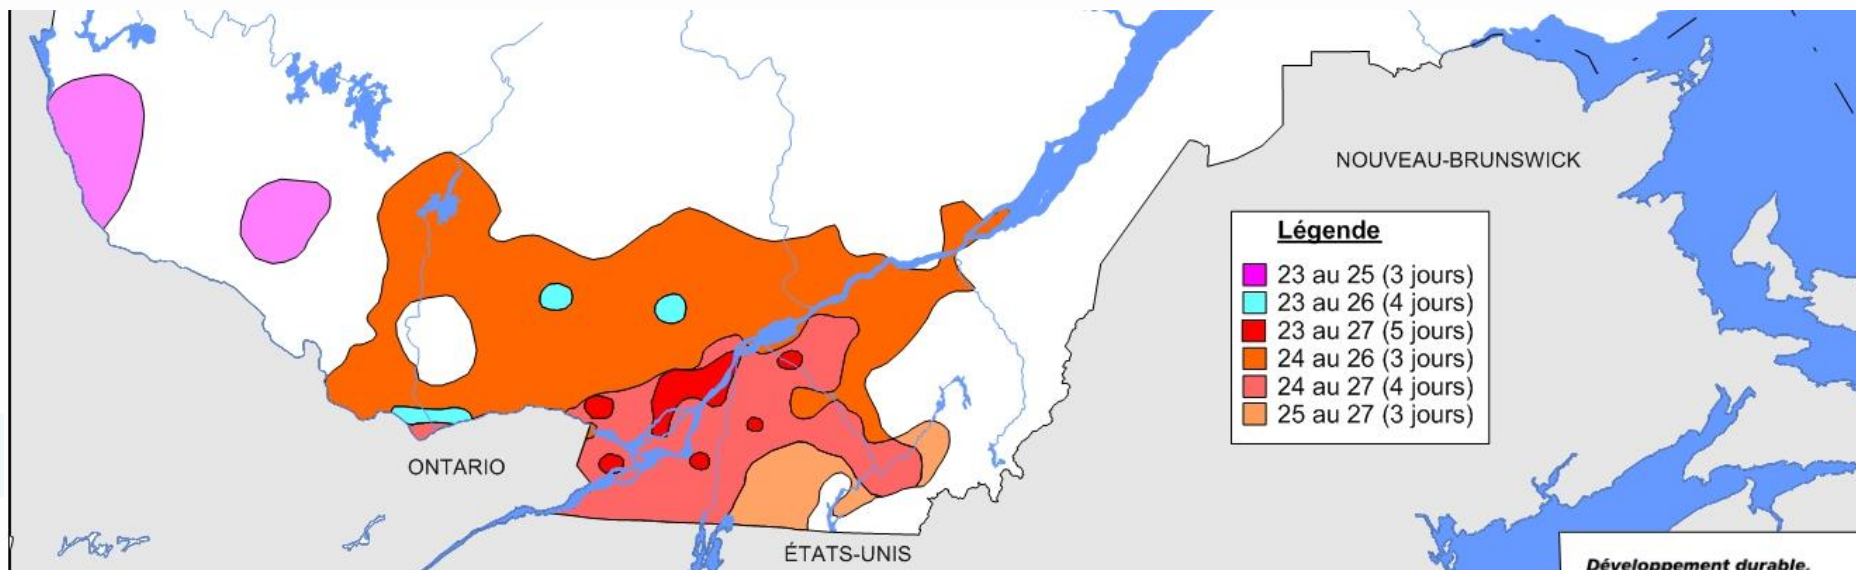 NOUVEAU-BRUNSWICK
Légende
23 au 25 (3 jours)
23 au 26 (4 jours)
23 au 27 (5 jours)
24 au 26 (3 jours)
24 au 27 (4 jours)
25 au 27 (3 jours)
ONTARIO
ÉTATS-UNIS
Développement durable,